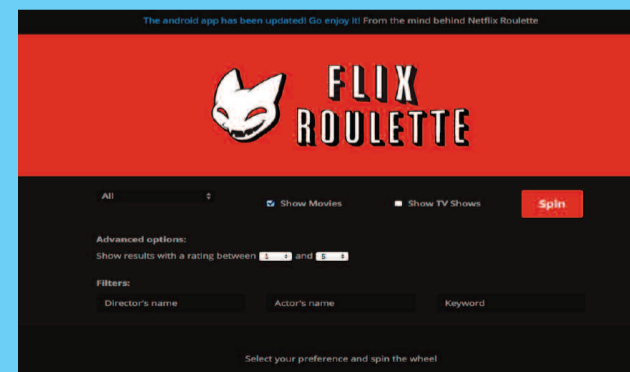 The android app has been updated! Go enjoy it! From the mind behind Netflix Roulette
FLIX
ROULETTE
All Show Movies Show TV Shows Spin
Advanced options:
Show results with a rating between 1 and 5
Filters:
Director's name Actor's name Keyword
Select your preference and spin the wheel